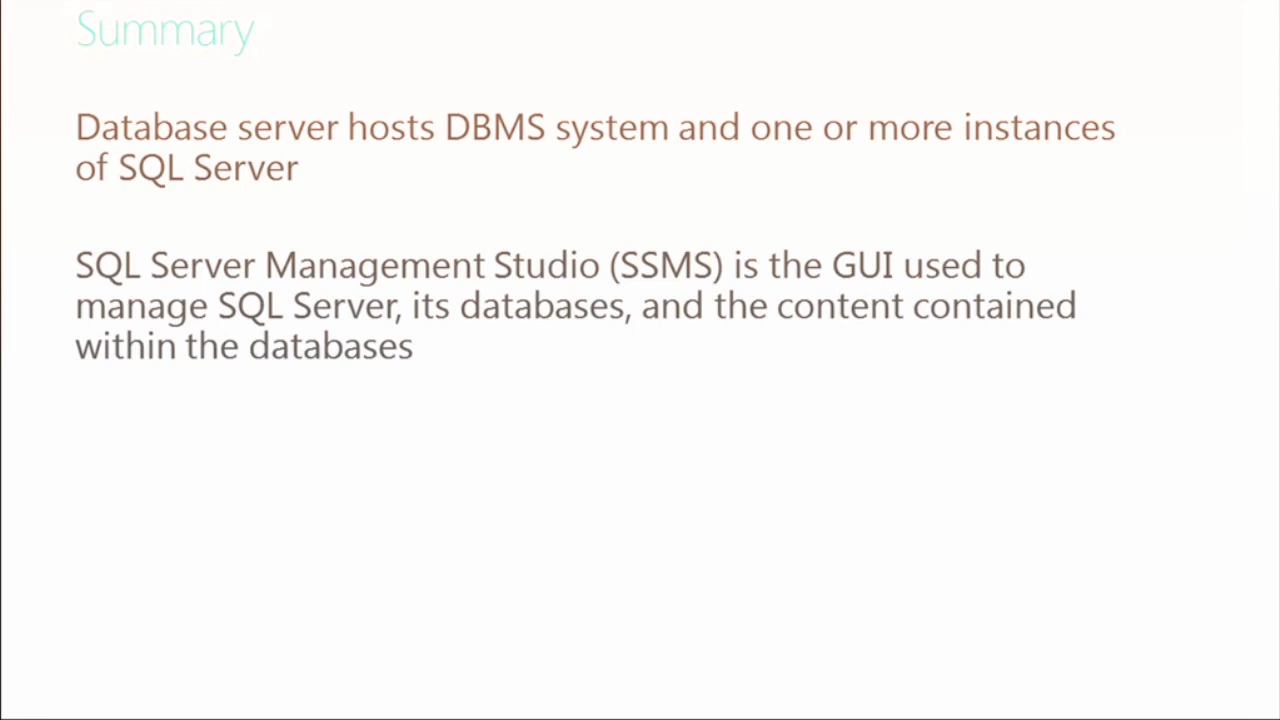 Summary
Database server hosts DBMS system and one or more instances
of SQL Server
SQL Server Management Studio (SSMS) is the GUI used to
manage SQL Server, its databases, and the content contained
within the databases